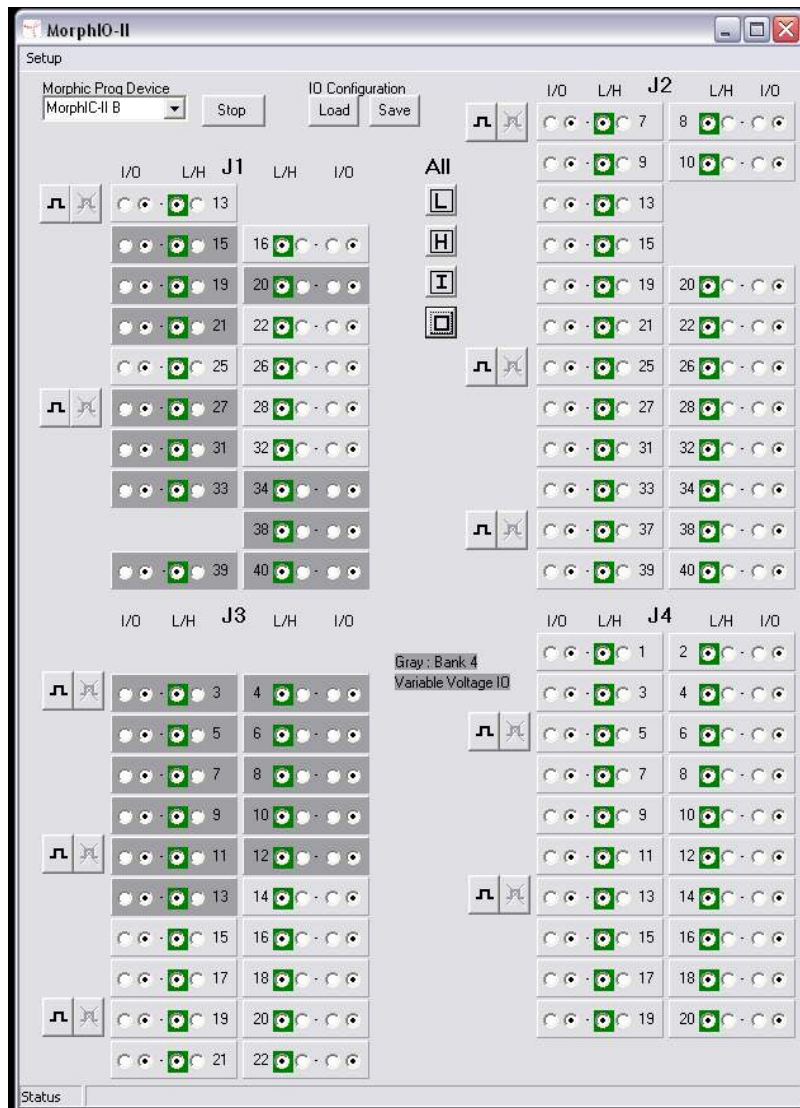 MorphIO-II
Setup
Morphic Prog Device
MorphIC-II B
Stop
IO Configuration
Load Save
J1
I/O L/H L/H I/O
13
15 16
19 20
21 22
25 26
27 28
31 32
33 34
38
39 40
All
L
H
I
O
J2
I/O L/H L/H I/O
7 8
9 10
13
15
19 20
21 22
25 26
27 28
31 32
33 34
37 38
39 40
J3
I/O L/H L/H I/O
3 4
5 6
7 8
9 10
11 12
13 14
15 16
17 18
19 20
21 22
Gray : Bank 4
Variable Voltage IO
J4
I/O L/H L/H I/O
1 2
3 4
5 6
7 8
9 10
11 12
13 14
15 16
17 18
19 20
Status